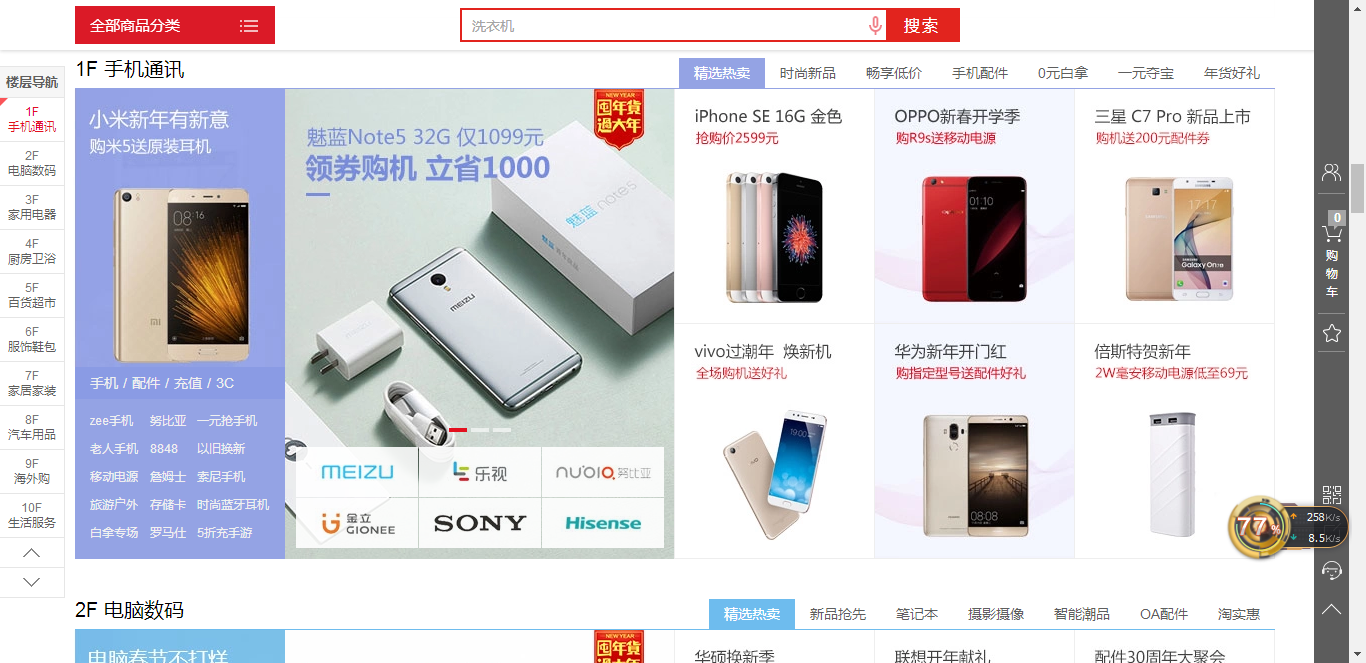 全部商品分类
洗衣机
搜索
楼层导航
1F
手机通讯
2F
电脑数码
3F
家用电器
4F
厨房卫浴
5F
百货超市
6F
服饰鞋包
7F
家居家装
8F
汽车用品
9F
海外购
10F
生活服务
1F 手机通讯
精选热卖 时尚新品 畅享低价 手机配件 0元白拿 一元夺宝 年货好礼
小米新年有新意
购米5送原装耳机
08:16
mi
手机 / 配件 / 充值 / 3C
zee手机 努比亚 一元抢手机
老人手机 8848 以旧换新
移动电源 詹姆士 索尼手机
旅游户外 存储卡 时尚蓝牙耳机
白拿专场 罗马仕 5折充手游
NEW YEAR
囤年货
過大年
魅蓝Note5 32G 仅1099元
领券购机 立省1000
魅蓝 note5
MEIZU
MEIZU
乐视
nubia 努比亚
金立
GIONEE
SONY
Hisense
iPhone SE 16G 金色
抢购价2599元
OPPO新春开学季
购R9s送移动电源
01:10
三星 C7 Pro 新品上市
购机送200元配件券
SAMSUNG
17:17
Galaxy On7
vivo过潮年 焕新机
全场购机送好礼
vivo
19:00
华为新年开门红
购指定型号送配件好礼
08:08
倍斯特贺新年
2W毫安移动电源低至69元
2F 电脑数码
精选热卖 新品抢先 笔记本 摄影摄像 智能潮品 OA配件 淘实惠
电脑春节不打烊
NEW YEAR
囤年货
過大年
华硕换新季
联想开年献礼
配件30周年大聚会
0
购
物
车
77%
258K/s
8.5K/s